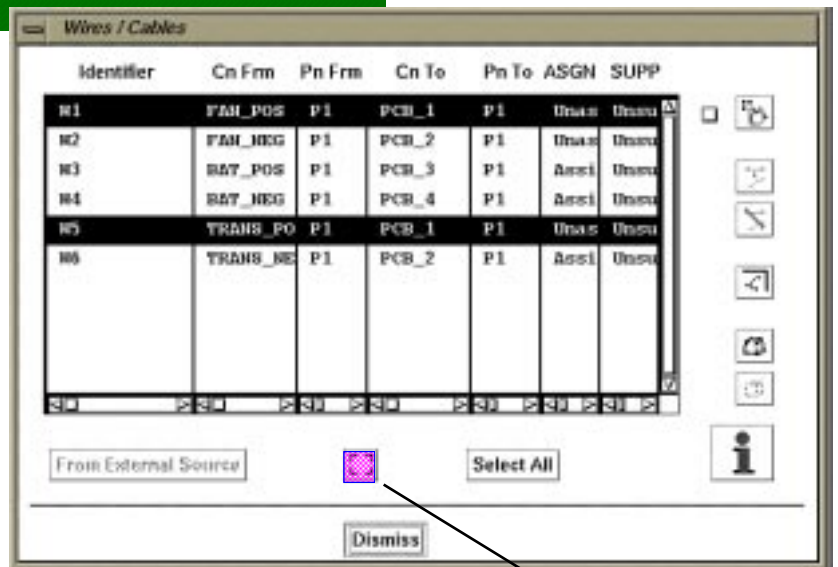 Wires / Cables
Identifier Cn Frm Pn Frm Cn To Pn To ASGN SUPP
W1 FAN_POS P1 PCB_1 P1 Unas Unsu
W2 FAN_NEG P1 PCB_2 P1 Unas Unsu
W3 BAT_POS P1 PCB_3 P1 Assi Unsu
W4 BAT_NEG P1 PCB_4 P1 Assi Unsu
W5 TRANS_PO P1 PCB_1 P1 Unas Unsu
W6 TRANS_NE P1 PCB_2 P1 Assi Unsu
From External Source Select All
i
Dismiss